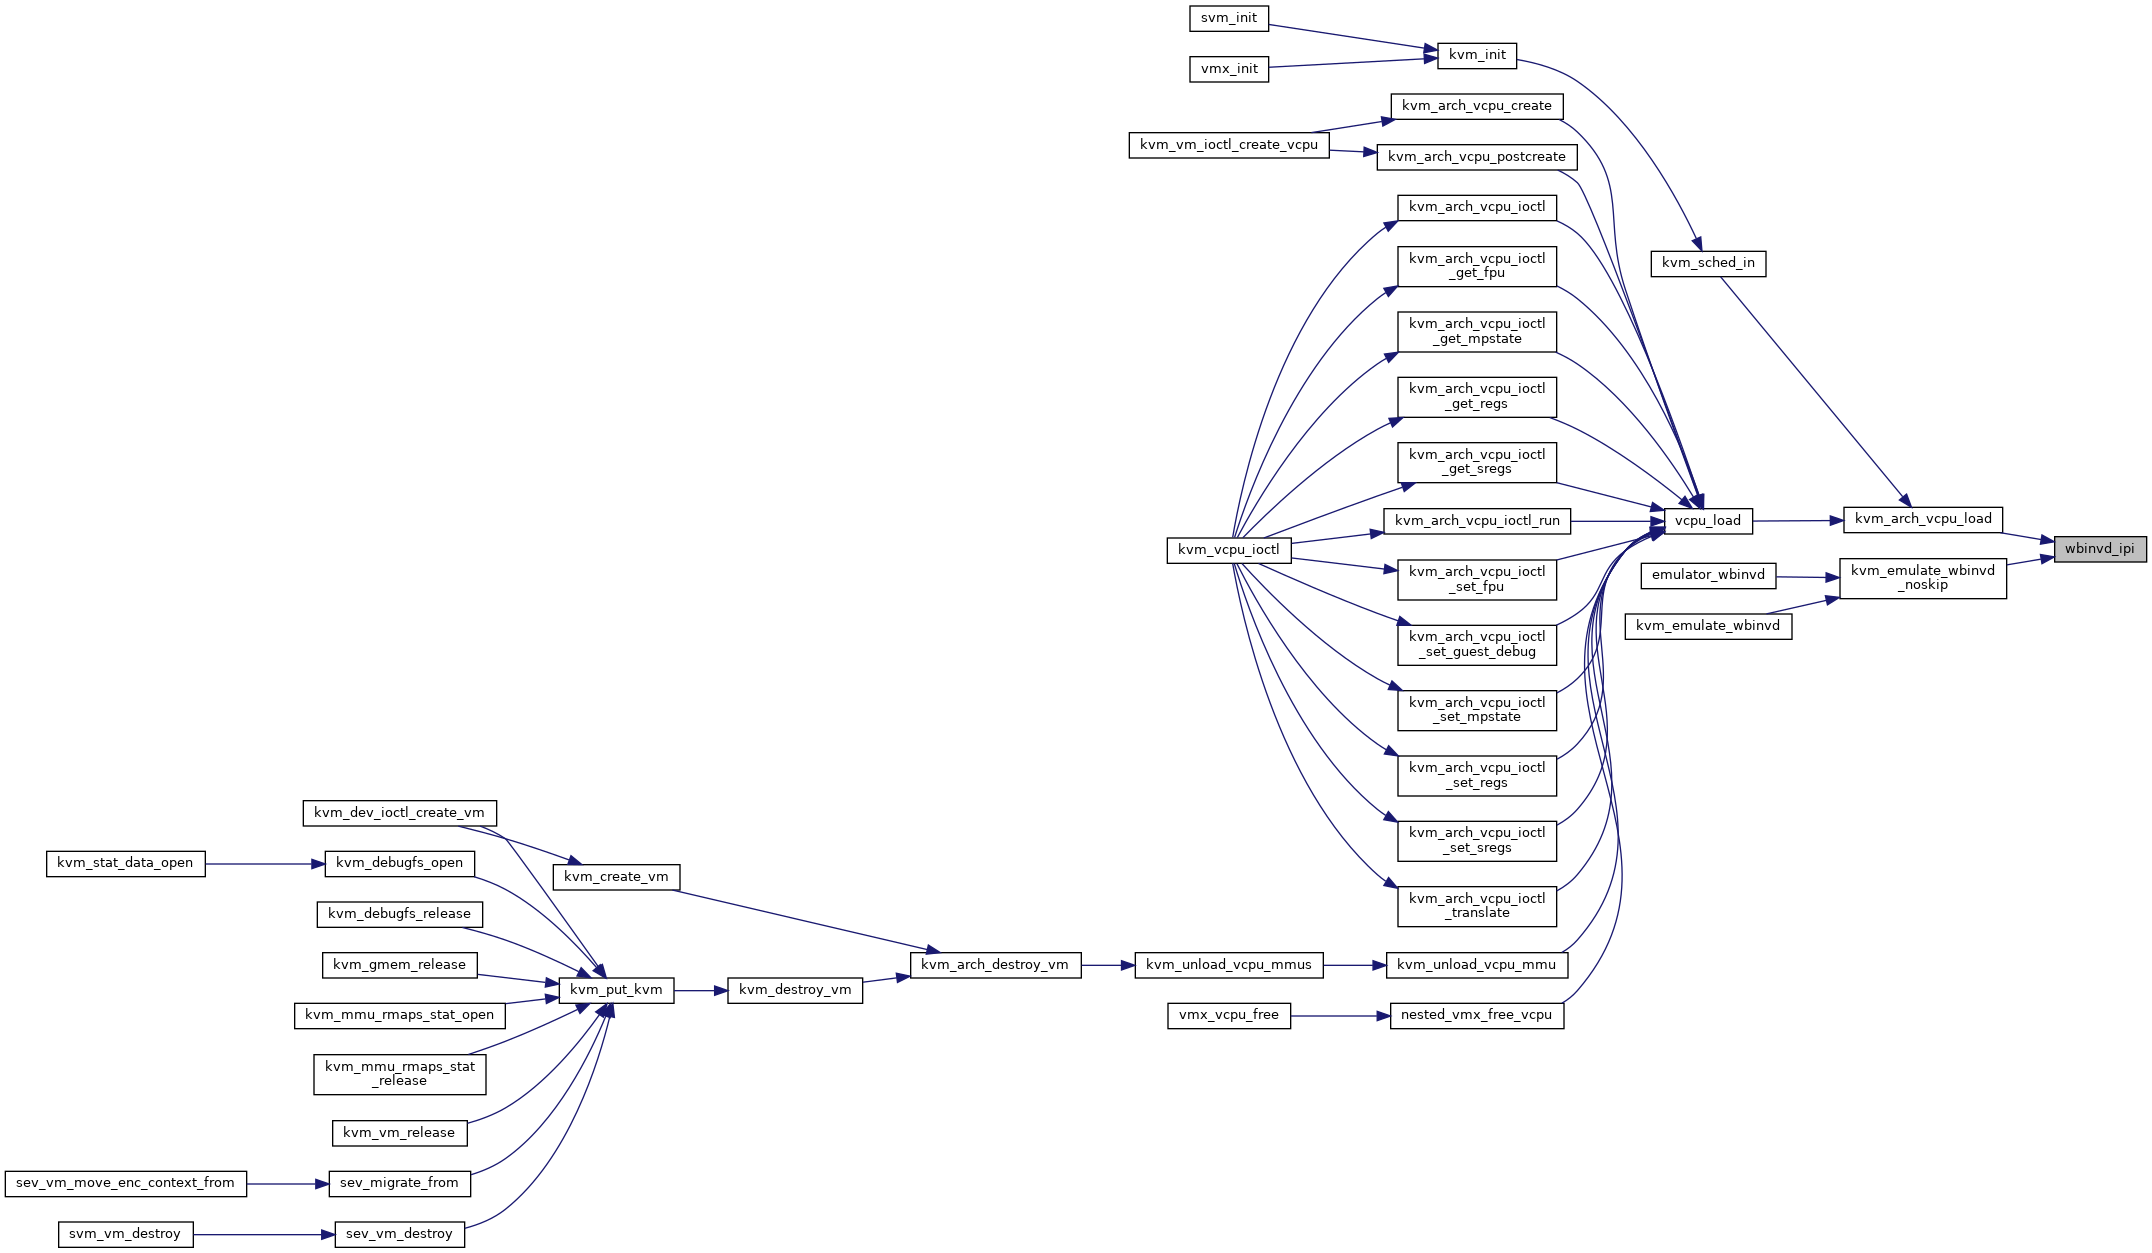 svm_init
kvm_init
vmx_init
kvm_arch_vcpu_create
kvm_vm_ioctl_create_vcpu
kvm_arch_vcpu_postcreate
kvm_arch_vcpu_ioctl
kvm_arch_vcpu_ioctl
_get_fpu
kvm_sched_in
kvm_arch_vcpu_ioctl
_get_mpstate
kvm_arch_vcpu_ioctl
_get_regs
kvm_arch_vcpu_ioctl
_get_sregs
kvm_arch_vcpu_ioctl_run
vcpu_load
kvm_arch_vcpu_load
kvm_vcpu_ioctl
wbinvd_ipi
kvm_arch_vcpu_ioctl
_set_fpu
emulator_wbinvd
kvm_emulate_wbinvd
_noskip
kvm_emulate_wbinvd
kvm_arch_vcpu_ioctl
_set_guest_debug
kvm_arch_vcpu_ioctl
_set_mpstate
kvm_arch_vcpu_ioctl
_set_regs
kvm_dev_ioctl_create_vm
kvm_arch_vcpu_ioctl
_set_sregs
kvm_stat_data_open
kvm_debugfs_open
kvm_create_vm
kvm_arch_vcpu_ioctl
_translate
kvm_debugfs_release
kvm_gmem_release
kvm_arch_destroy_vm
kvm_unload_vcpu_mmus
kvm_unload_vcpu_mmu
kvm_put_kvm
kvm_destroy_vm
kvm_mmu_rmaps_stat_open
vmx_vcpu_free
nested_vmx_free_vcpu
kvm_mmu_rmaps_stat
_release
kvm_vm_release
sev_vm_move_enc_context_from
sev_migrate_from
svm_vm_destroy
sev_vm_destroy